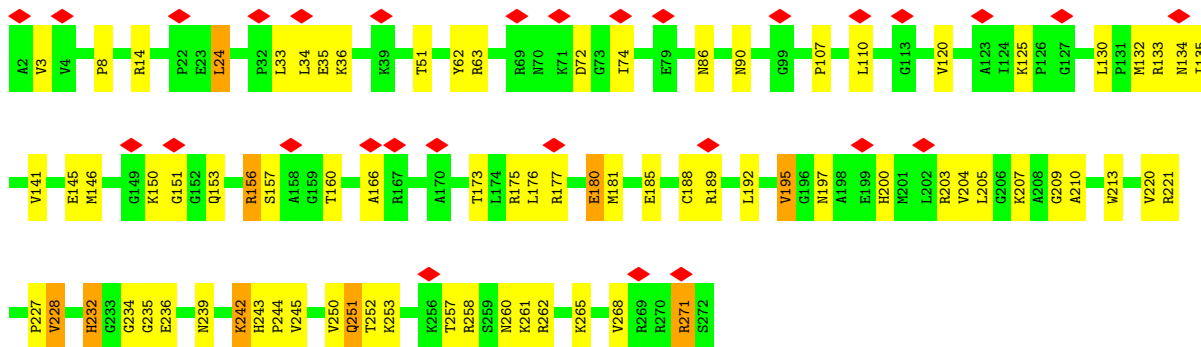 A2 V3 V4 P8 R14 P22 E23 L24 P32 L33 L34 E35 K36 K39 T51 Y62 R63 R69 N70 K71 D72 G73 I74 E79 N86 N90 G99 P107 L110 G113 V120 A123 I124 K125 P126 G127 L130 P131 M132 R133 N134 I135
V141 E145 M146 G149 K150 G151 G152 Q153 R156 S157 A158 G159 T160 A166 R167 A170 T173 L174 R175 L176 R177 E180 M181 E185 C188 R189 L192 V195 G196 N197 A198 E199 H200 M201 L202 R203 V204 L205 G206 K207 A208 G209 A210 W213 V220 R221
P227 V228 H232 G233 G234 G235 E236 N239 K242 H243 P244 V245 V250 Q251 T252 K253 K256 T257 R258 S259 N260 K261 R262 K265 V268 R269 R270 R271 S272